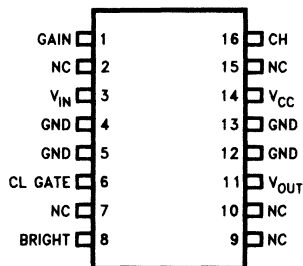 GAIN 1 16 CH
NC 2 15 NC
VIN 3 14 VCC
GND 4 13 GND
GND 5 12 GND
CL GATE 6 11 VOUT
NC 7 10 NC
BRIGHT 8 9 NC